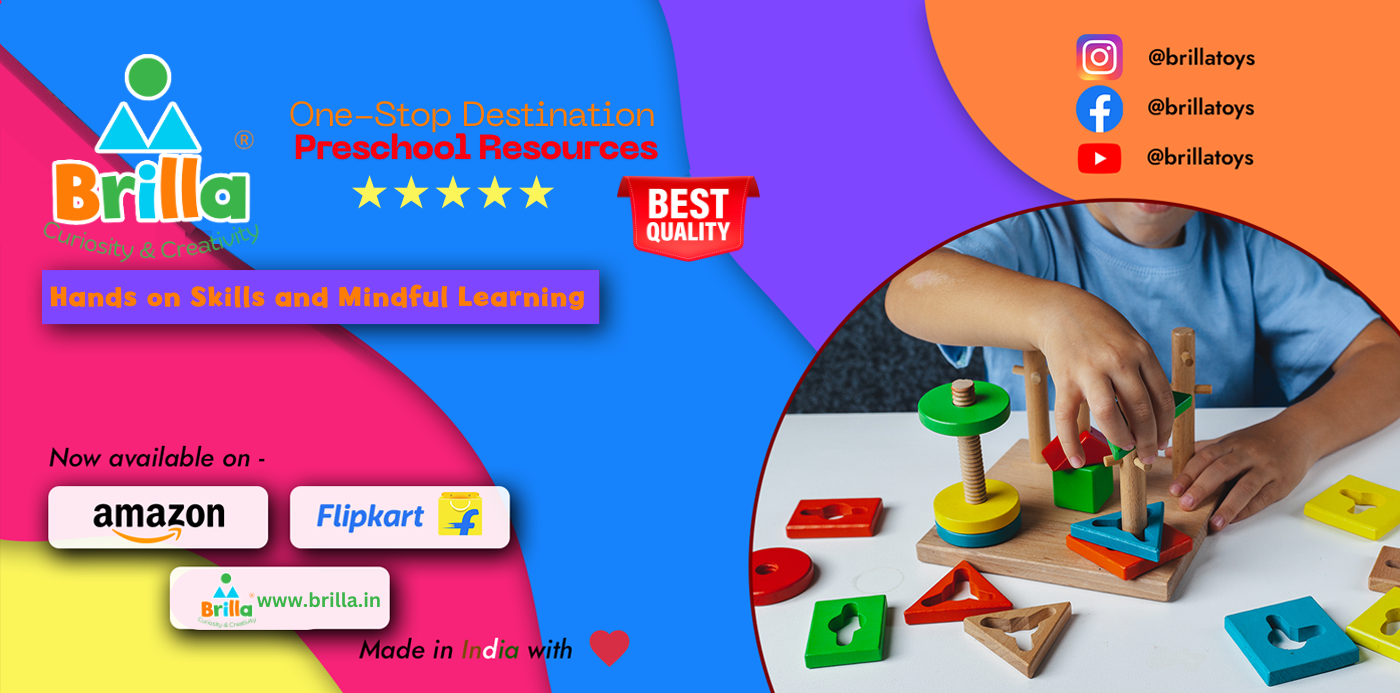 Brilla
®
Curiosity & Creativity
One-Stop Destination
Preschool Resources
BEST
QUALITY
Hands on Skills and Mindful Learning
@brillatoys
@brillatoys
@brillatoys
Now available on -
amazon
Flipkart
Brilla
®
Curiosity & Creativity
www.brilla.in
Made in India with